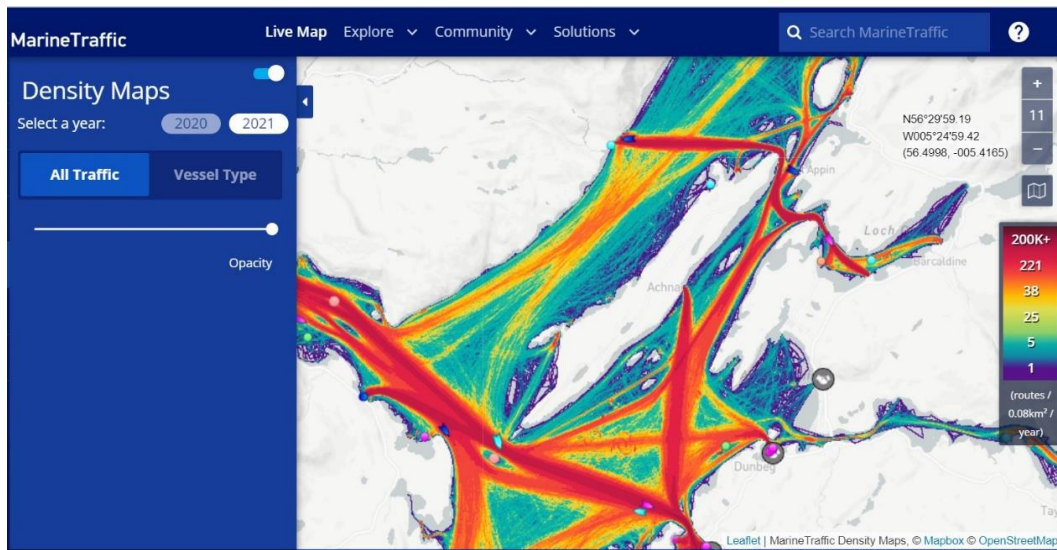 MarineTraffic
Live Map Explore Community Solutions
Search MarineTraffic
?
Density Maps
Select a year: 2020 2021
All Traffic Vessel Type
Opacity
+
11
−
N56°29'59.19
W005°24'59.42
(56.4998, -005.4165)
Appin
Loch
Barcaldine
Achna
Dunbeg
Tay
200K+
221
38
25
5
1
(routes /
0.08km² /
year)
Leaflet | MarineTraffic Density Maps, © Mapbox © OpenStreetMap